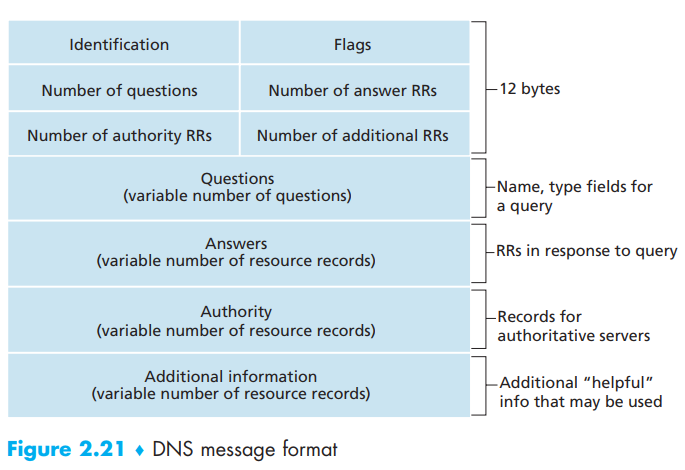 Identification
Flags
Number of questions
Number of answer RRs
12 bytes
Number of authority RRs
Number of additional RRs
Questions
(variable number of questions)
Name, type fields for
a query
Answers
(variable number of resource records)
RRs in response to query
Authority
(variable number of resource records)
Records for
authoritative servers
Additional information
(variable number of resource records)
Additional “helpful”
info that may be used
Figure 2.21 ♦ DNS message format